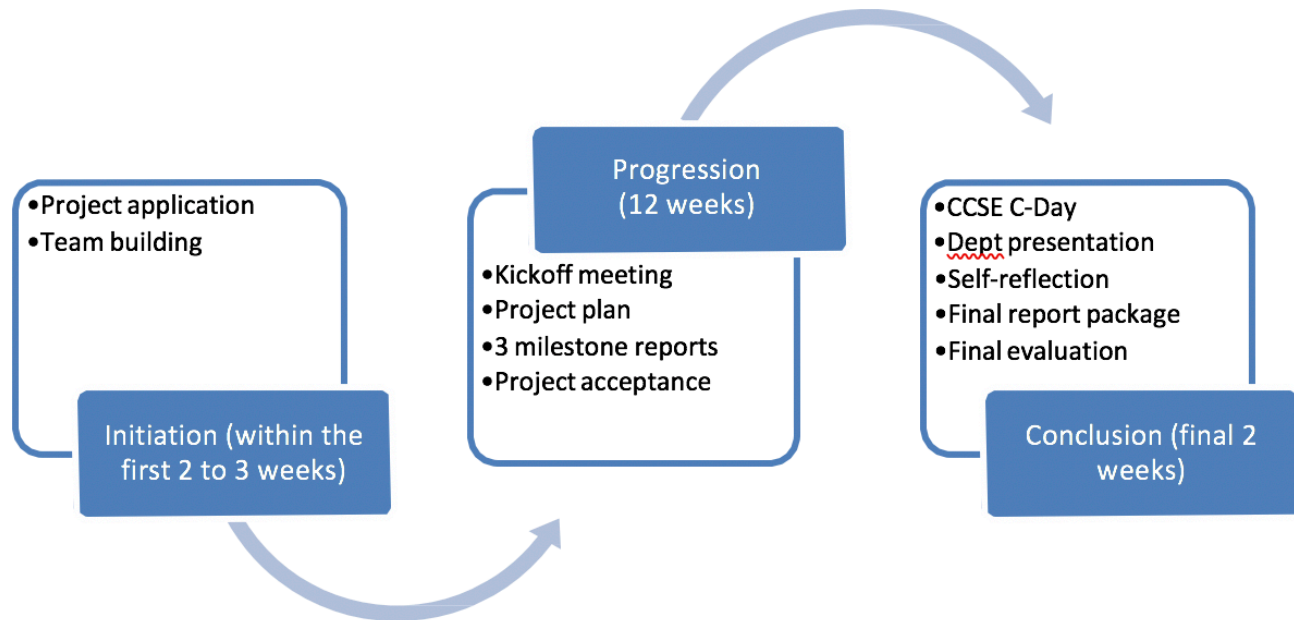 •Project application
•Team building
Initiation (within the
first 2 to 3 weeks)
Progression
(12 weeks)
•Kickoff meeting
•Project plan
•3 milestone reports
•Project acceptance
•CCSE C-Day
•Dept presentation
•Self-reflection
•Final report package
•Final evaluation
Conclusion (final 2
weeks)